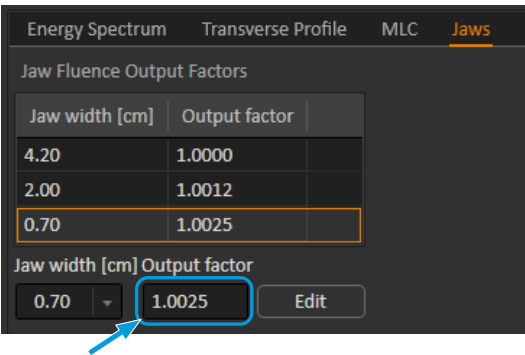 Energy Spectrum Transverse Profile MLC Jaws
Jaw Fluence Output Factors
Jaw width [cm] Output factor
4.20 1.0000
2.00 1.0012
0.70 1.0025
Jaw width [cm] Output factor
0.70 1.0025 Edit